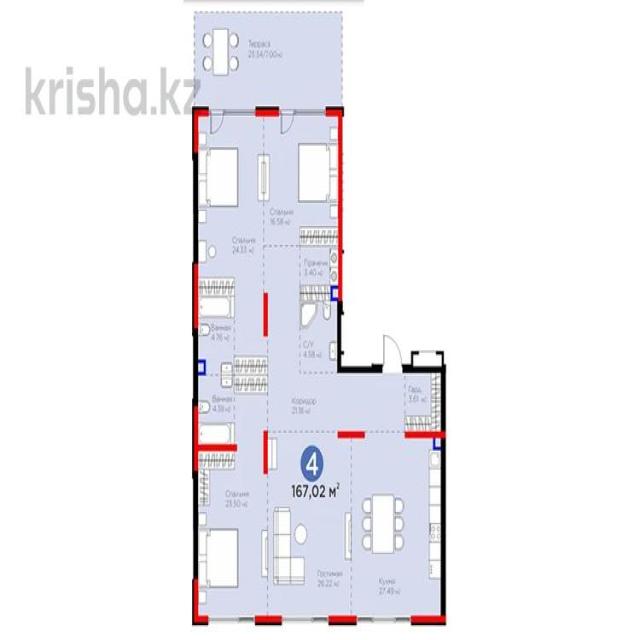 Терраса
23.34/7.00 м²
krisha.kz
Спальня
16.58 м²
Спальня
24.33 м²
Прачечн.
3.40 м²
Ванная
4.76 м²
С/У
4.58 м²
Гард.
3.61 м²
Ванная
4.38 м²
Коридор
21.18 м²
4
167,02 м²
Спальня
23.50 м²
Гостиная
26.22 м²
Кухня
27.49 м²